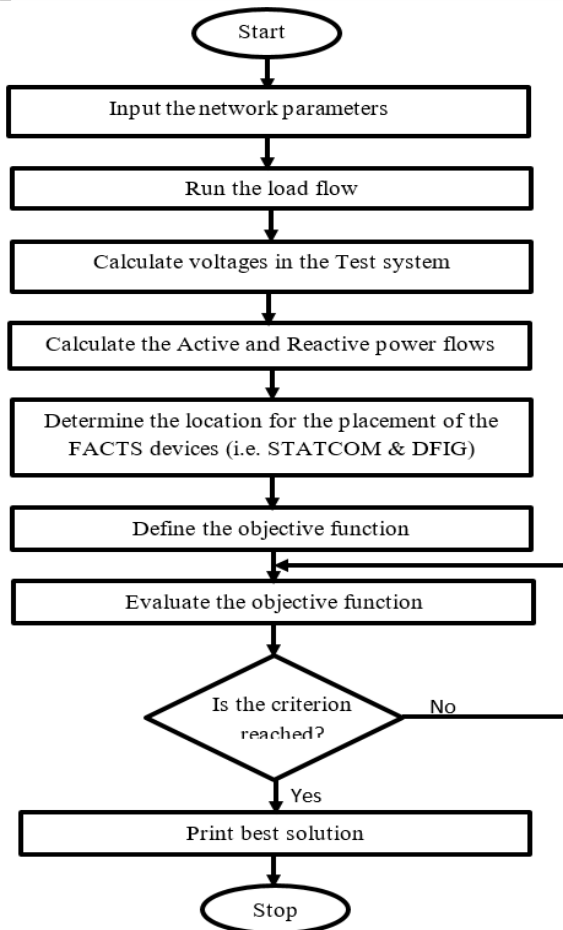 Start
Input the network parameters
Run the load flow
Calculate voltages in the Test system
Calculate the Active and Reactive power flows
Determine the location for the placement of the
FACTS devices (i.e. STATCOM & DFIG)
Define the objective function
Evaluate the objective function
Is the criterion
reached?
No
Yes
Print best solution
Stop